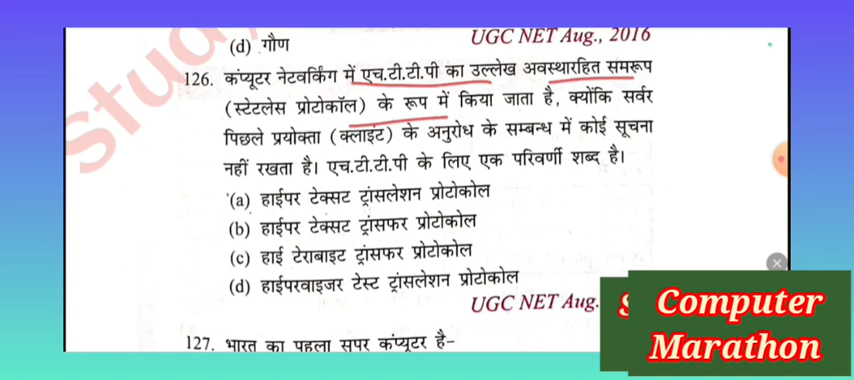 (d) गौण
UGC NET Aug., 2016
126. कंप्यूटर नेटवर्किंग में एच.टी.टी.पी का उल्लेख अवस्थारहित समरूप
(स्टेटलेस प्रोटोकॉल) के रूप में किया जाता है, क्योंकि सर्वर
पिछले प्रयोक्ता (क्लाइंट) के अनुरोध के सम्बन्ध में कोई सूचना
नहीं रखता है। एच.टी.टी.पी के लिए एक परिवर्णी शब्द है।
(a) हाईपर टेक्सट ट्रांसलेशन प्रोटोकोल
(b) हाईपर टेक्सट ट्रांसफर प्रोटोकोल
(c) हाई टेराबाइट ट्रांसफर प्रोटोकोल
(d) हाईपरवाइजर टेस्ट ट्रांसलेशन प्रोटोकोल
UGC NET Aug.
127. भारत का पहला सुपर कंप्यूटर है-
Computer
Marathon